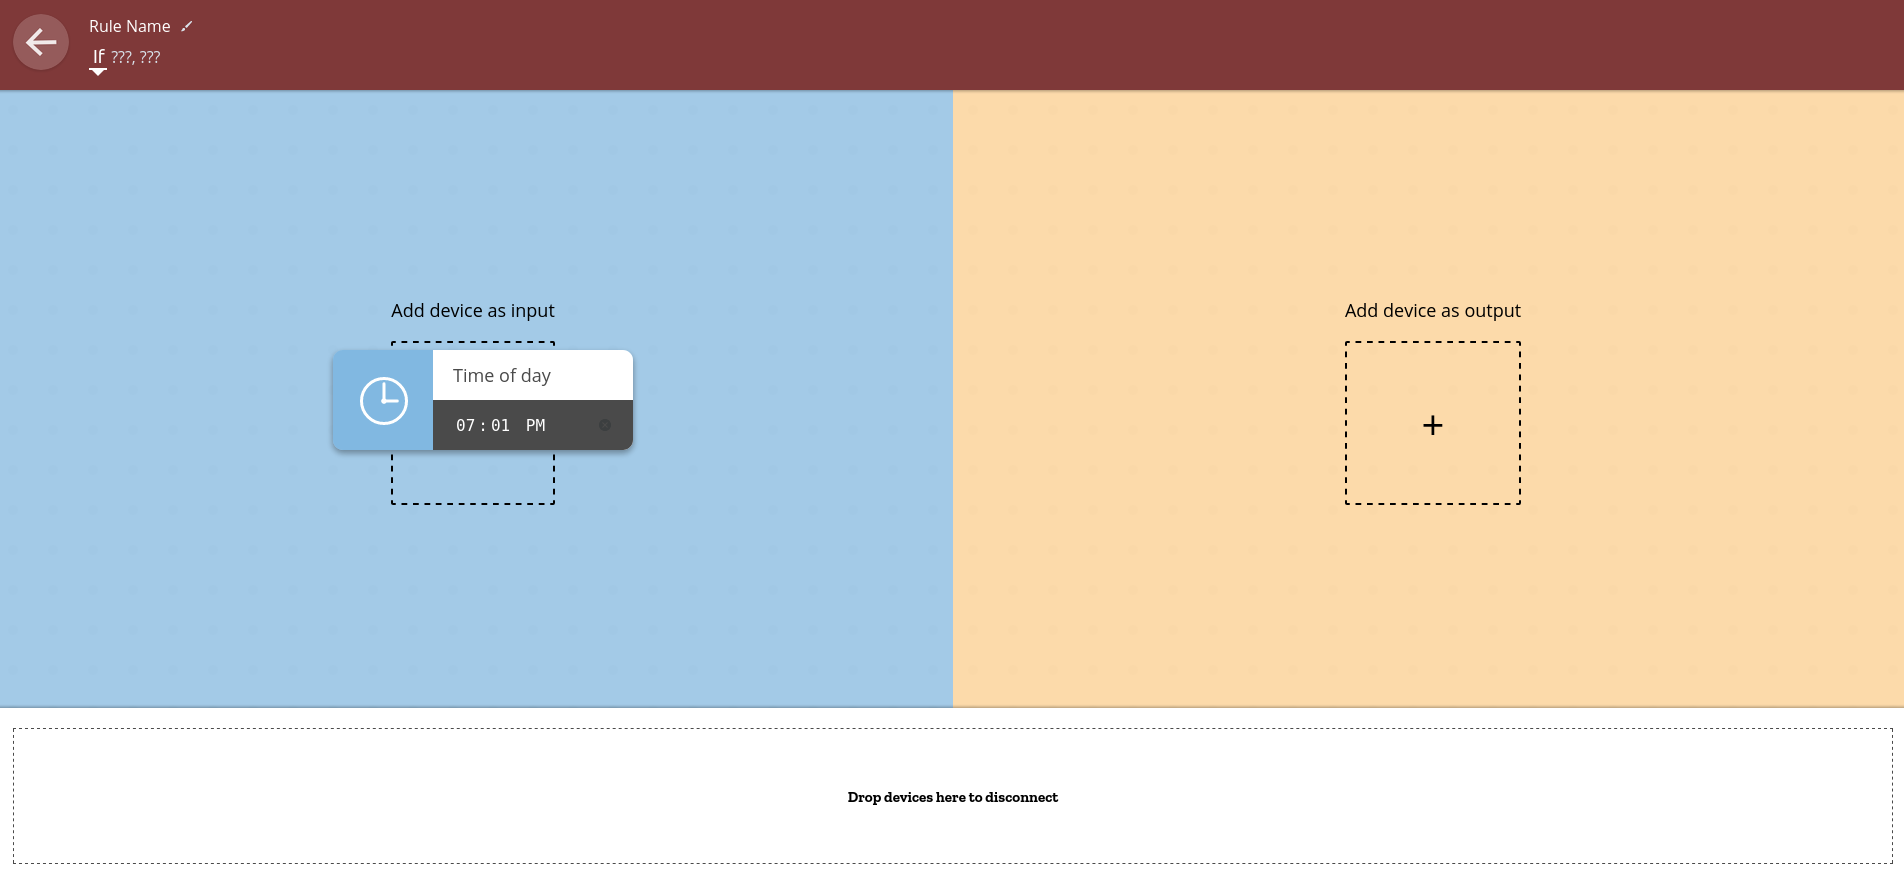 Rule Name
If ???, ???
Add device as input
Add device as output
Time of day
07:01 PM
+
Drop devices here to disconnect